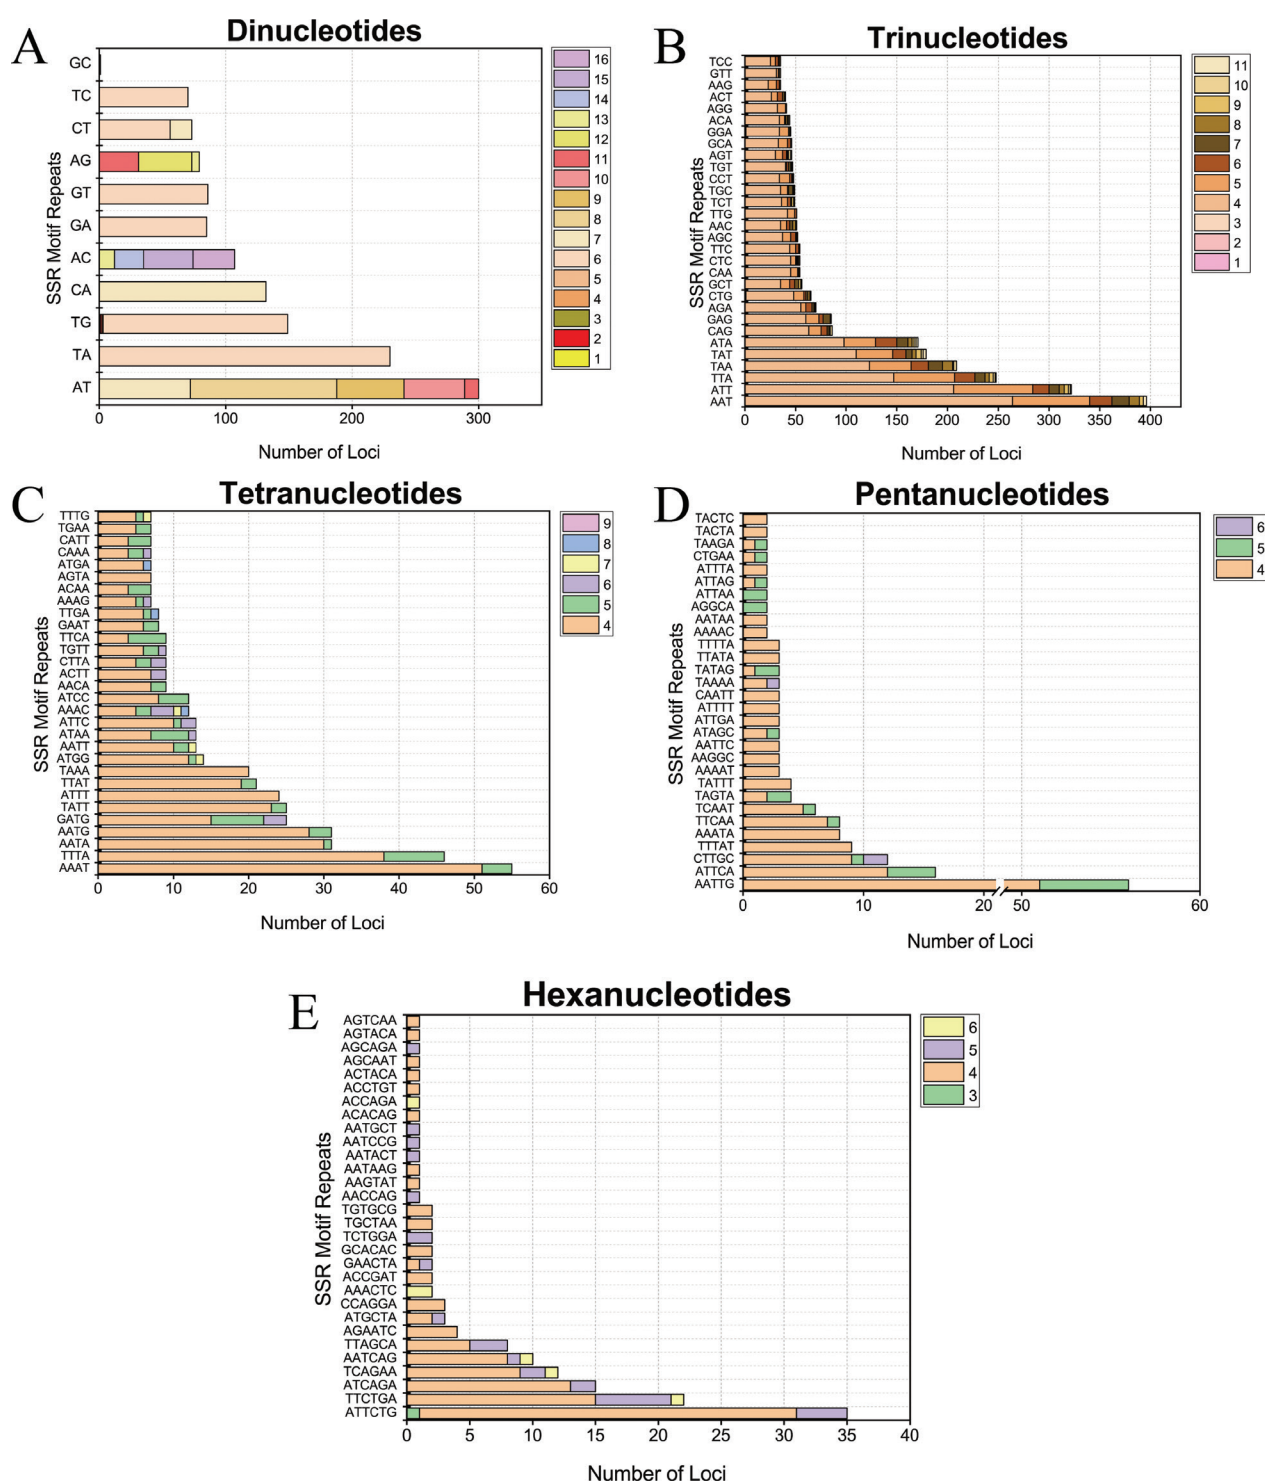 A
Dinucleotides
SSR Motif Repeats
GC
TC
CT
AG
GT
GA
AC
CA
TG
TA
AT
0 100 200 300
Number of Loci
16
15
14
13
12
11
10
9
8
7
6
5
4
3
2
1
B
Trinucleotides
SSR Motif Repeats
TCC
GTT
AAG
ACT
AGG
ACA
GGA
GCA
AGT
TGT
CCT
TGC
TCT
TTG
AAC
AGC
TTC
CTC
CAA
GCT
CTG
AGA
GAG
CAG
ATA
TAT
TAA
TTA
ATT
AAT
0 50 100 150 200 250 300 350 400
Number of Loci
11
10
9
8
7
6
5
4
3
2
1
C
Tetranucleotides
SSR Motif Repeats
TTTG
TGAA
CATT
CAAA
ATGA
AGTA
ACAA
AAAG
TTGA
GAAT
TTCA
TGTT
CTTA
ACTT
AACA
ATCC
AAAC
ATTC
ATAA
AATT
ATGG
TAAA
TTAT
ATTT
TATT
GATG
AATG
AATA
TTTA
AAAT
0 10 20 30 40 50 60
Number of Loci
9
8
7
6
5
4
D
Pentanucleotides
SSR Motif Repeats
TACTC
TACTA
TAAGA
CTGAA
ATTTA
ATTAG
ATTAA
AGGCA
AATAA
AAAAC
TTTTA
TTATA
TATAG
TAAAA
CAATT
ATTTT
ATTGA
ATAGC
AATTC
AAGGC
AAAAT
TATTT
TAGTA
TCAAT
TTCAA
AAATA
TTTAT
CTTGC
ATTCA
AATTG
0 10 20 50 60
Number of Loci
6
5
4
E
Hexanucleotides
SSR Motif Repeats
AGTCAA
AGTACA
AGCAGA
AGCAAT
ACTACA
ACCTGT
ACCAGA
ACACAG
AATGCT
AATCCG
AATACT
AATAAG
AAGTAT
AACCAG
TGTGCG
TGCTAA
TCTGGA
GCACAC
GAACTA
ACCGAT
AAACTC
CCAGGA
ATGCTA
AGAATC
TTAGCA
AATCAG
TCAGAA
ATCAGA
TTCTGA
ATTCTG
0 5 10 15 20 25 30 35 40
Number of Loci
6
5
4
3